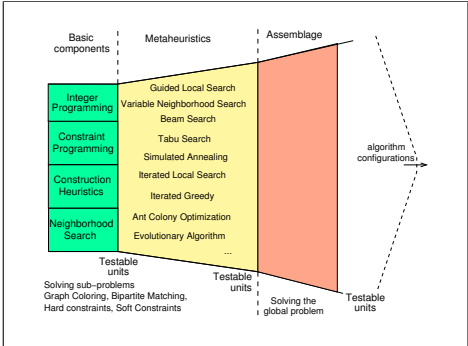 Basic
components
Metaheuristics
Assemblage
Integer
Programming
Constraint
Programming
Construction
Heuristics
Neighborhood
Search
Guided Local Search
Variable Neighborhood Search
Beam Search
Tabu Search
Simulated Annealing
Iterated Local Search
Iterated Greedy
Ant Colony Optimization
Evolutionary Algorithm
...
algorithm
configurations
Testable
units
Testable
units
Testable
units
Solving sub−problems
Graph Coloring, Bipartite Matching,
Hard constraints, Soft Constraints
Solving the
global problem